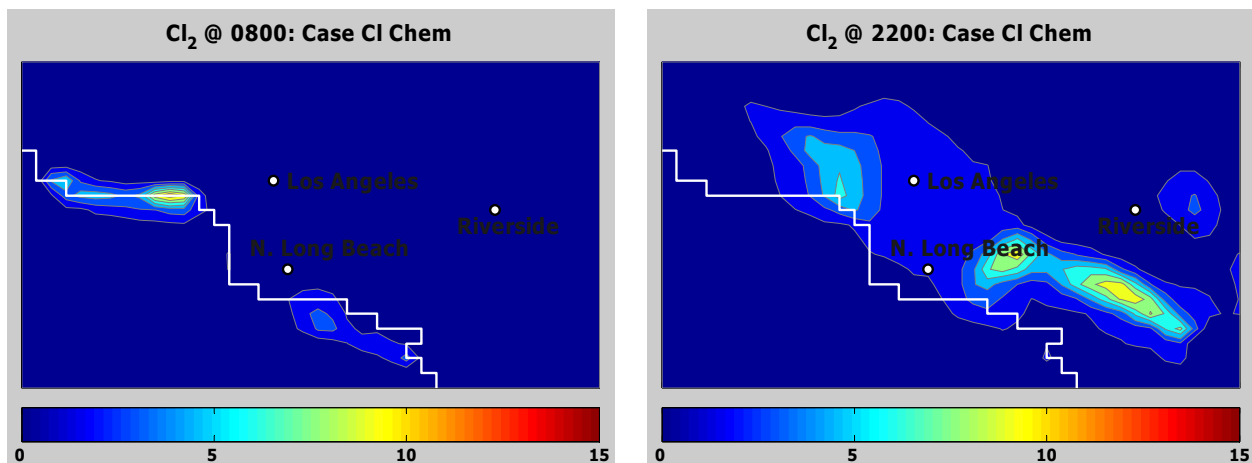 Cl2 @ 0800: Case Cl Chem
Los Angeles
Riverside
N. Long Beach
0 5 10 15
Cl2 @ 2200: Case Cl Chem
Los Angeles
Riverside
N. Long Beach
0 5 10 15